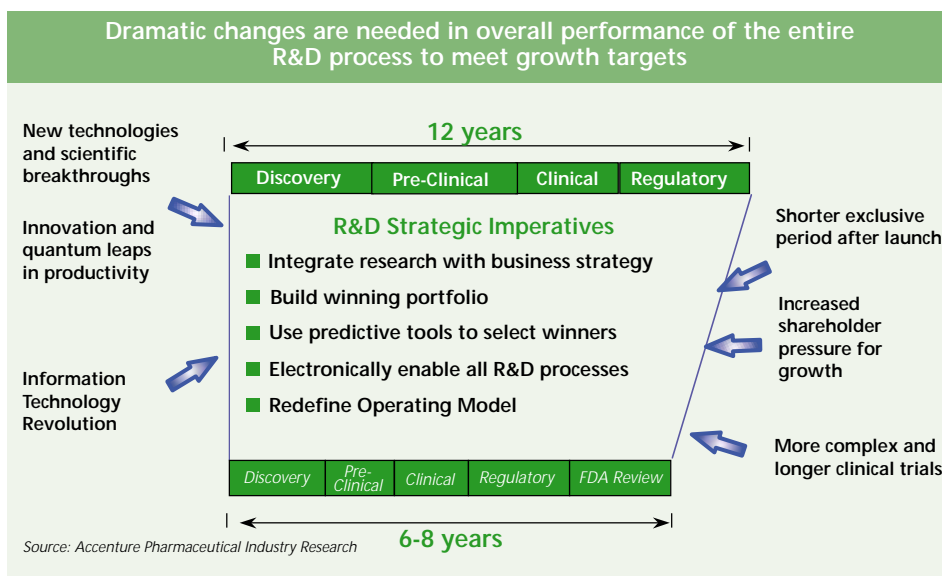 Dramatic changes are needed in overall performance of the entire
R&D process to meet growth targets
New technologies
and scientific
breakthroughs
Innovation and
quantum leaps
in productivity
Information
Technology
Revolution
12 years
Discovery
Pre-Clinical
Clinical
Regulatory
R&D Strategic Imperatives
Integrate research with business strategy
Build winning portfolio
Use predictive tools to select winners
Electronically enable all R&D processes
Redefine Operating Model
Shorter exclusive
period after launch
Increased
shareholder
pressure for
growth
More complex and
longer clinical trials
Discovery
Pre-
Clinical
Clinical
Regulatory
FDA Review
6-8 years
Source: Accenture Pharmaceutical Industry Research